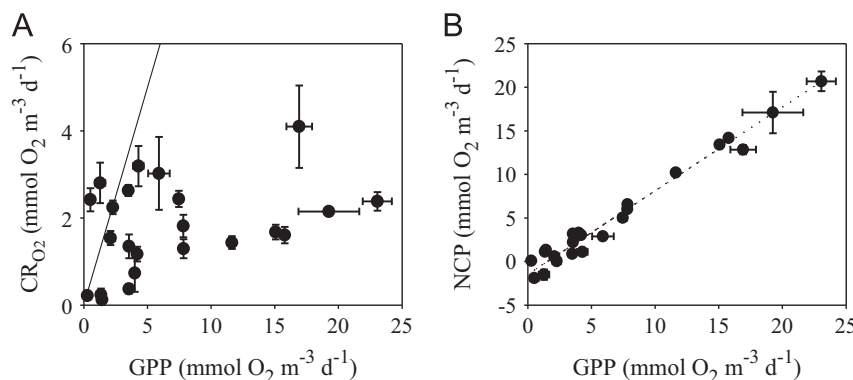 A
6
4
2
0
CR_O₂ (mmol O₂ m⁻³ d⁻¹)
0 5 10 15 20 25
GPP (mmol O₂ m⁻³ d⁻¹)
B
25
20
15
10
5
0
-5
NCP (mmol O₂ m⁻³ d⁻¹)
0 5 10 15 20 25
GPP (mmol O₂ m⁻³ d⁻¹)